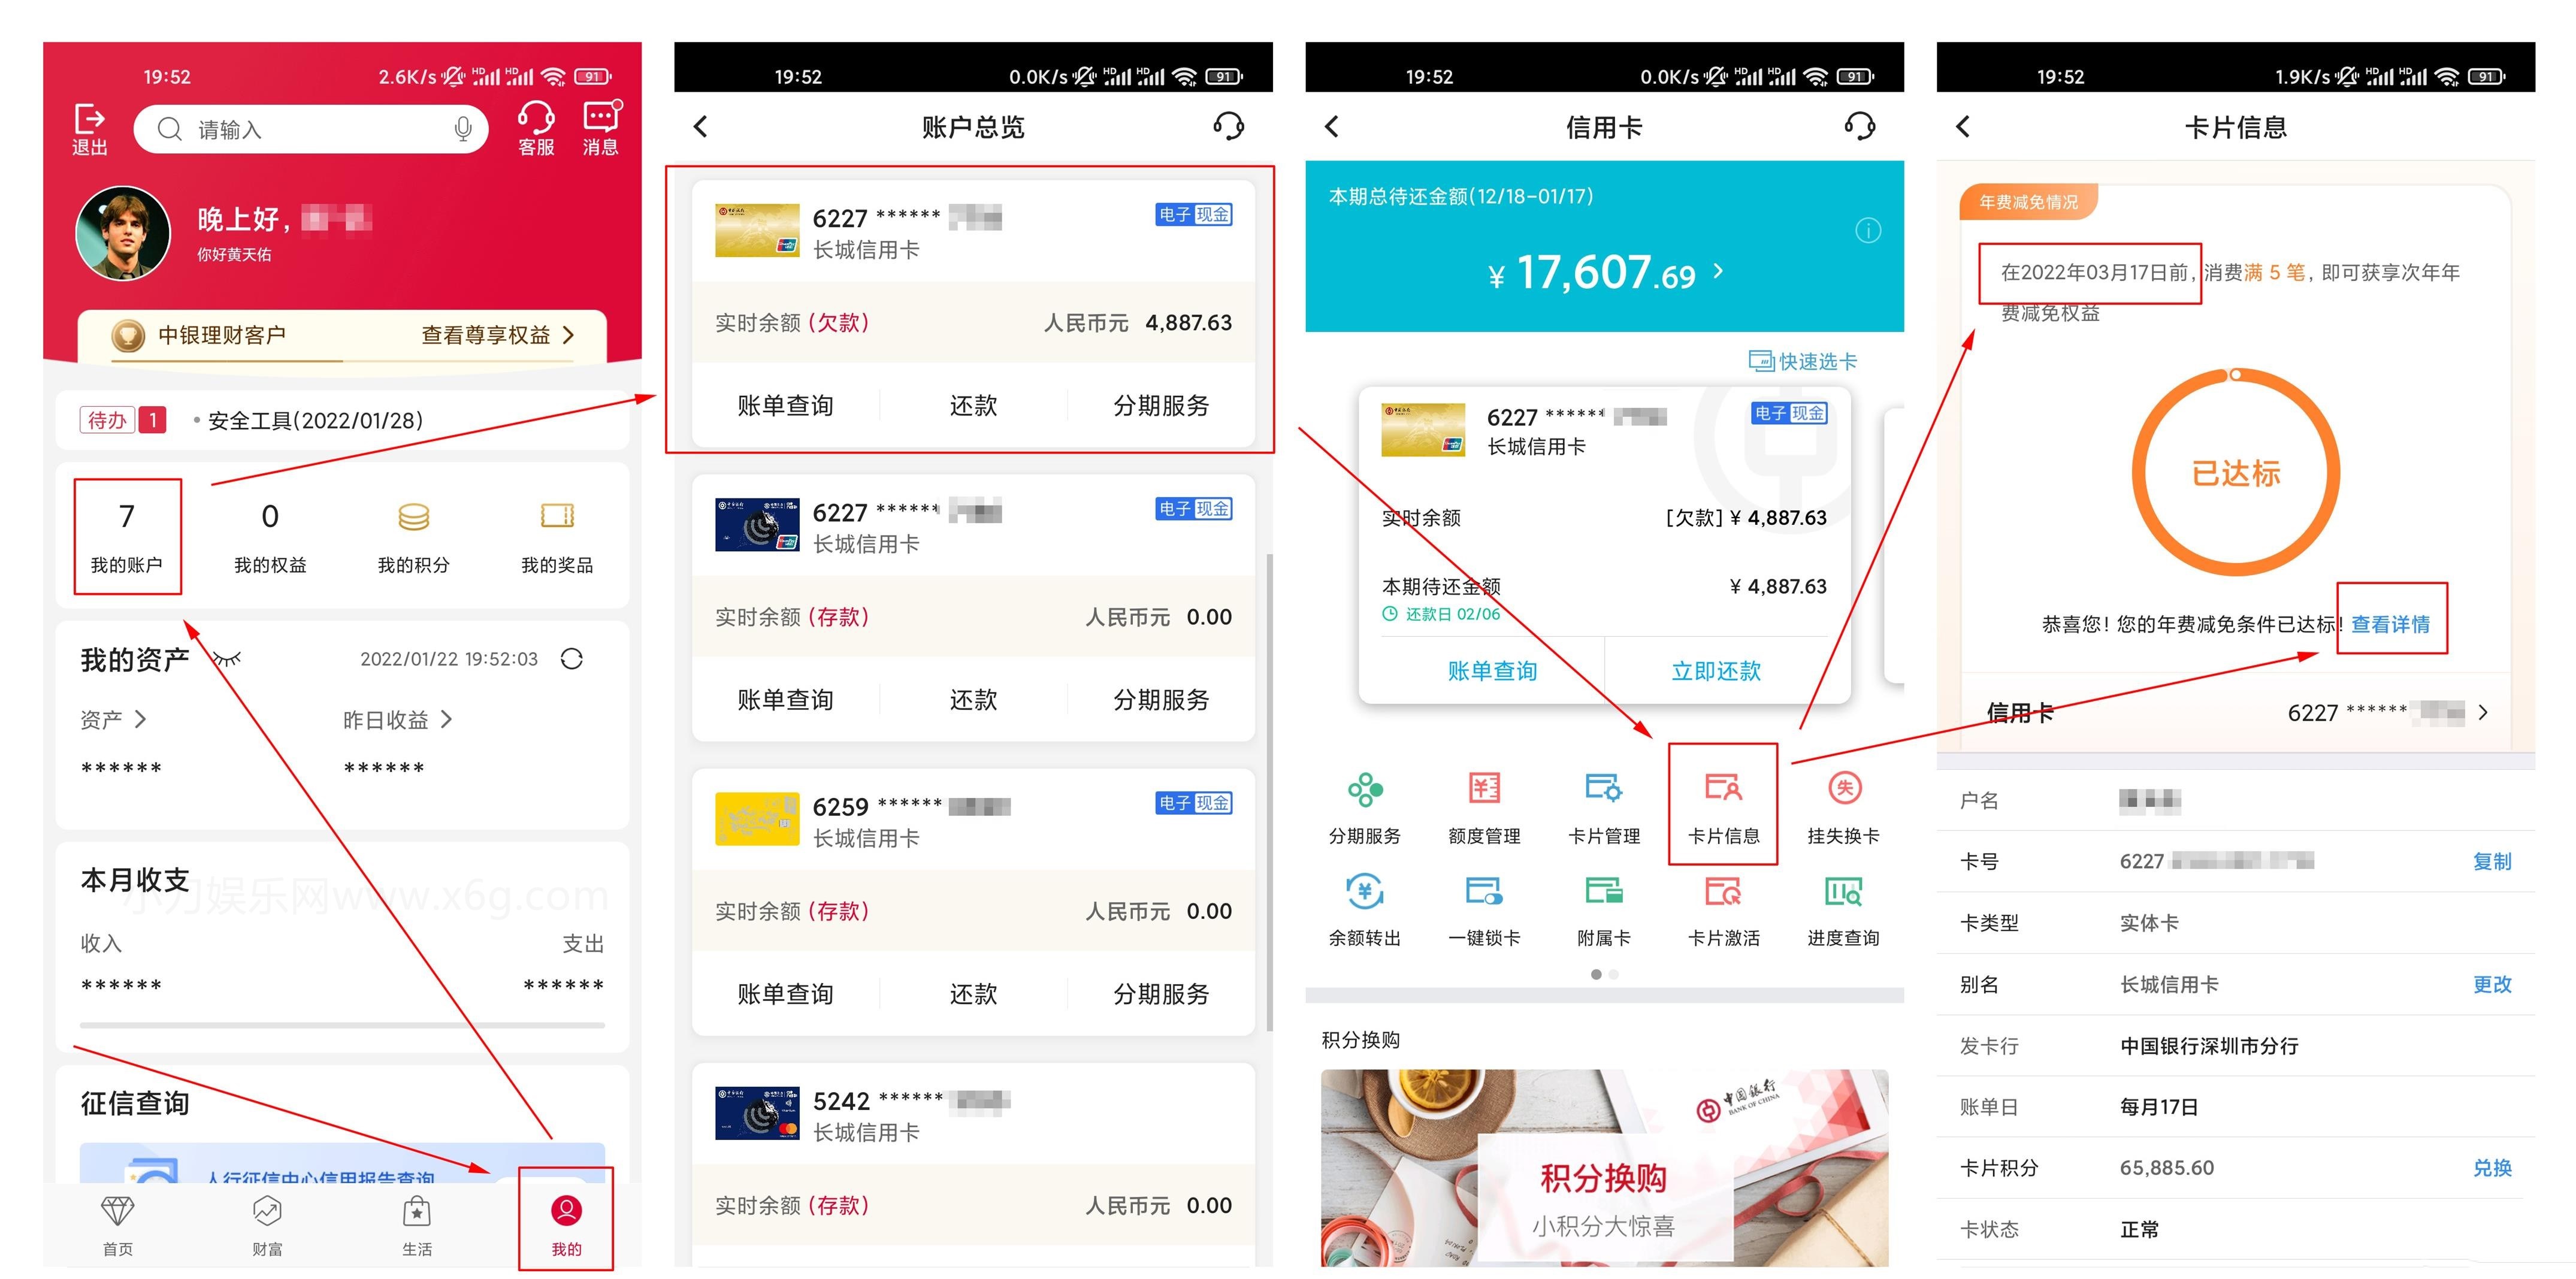 19:52
2.6K/s
HD
HD
91
退出
请输入
客服
消息
晚上好,
你好黄天佑
中银理财客户
查看尊享权益
待办
1
安全工具(2022/01/28)
7
我的账户
0
我的权益
我的积分
我的奖品
我的资产
2022/01/22 19:52:03
资产
昨日收益
******
******
本月收支
小刀娱乐网www.x6g.com
收入
支出
******
******
征信查询
人行征信中心信用报告查询
首页
财富
生活
我的
19:52
0.0K/s
HD
HD
91
账户总览
6227 ******
电子现金
长城信用卡
实时余额 (欠款)
人民币元 4,887.63
账单查询
还款
分期服务
6227 ******
电子现金
长城信用卡
实时余额 (存款)
人民币元 0.00
账单查询
还款
分期服务
6259 ******
电子现金
长城信用卡
实时余额 (存款)
人民币元 0.00
账单查询
还款
分期服务
5242 ******
长城信用卡
实时余额 (存款)
人民币元 0.00
19:52
0.0K/s
HD
HD
91
信用卡
本期总待还金额(12/18-01/17)
¥ 17,607.69
快速选卡
6227 ******
电子现金
长城信用卡
实时余额
[欠款] ¥ 4,887.63
本期待还金额
¥ 4,887.63
还款日 02/06
账单查询
立即还款
分期服务
额度管理
卡片管理
卡片信息
失
挂失换卡
余额转出
一键锁卡
附属卡
卡片激活
进度查询
积分换购
中国银行
BANK OF CHINA
积分换购
小积分大惊喜
19:52
1.9K/s
HD
HD
91
卡片信息
年费减免情况
在2022年03月17日前, 消费满 5 笔, 即可获享次年年
费减免权益
已达标
恭喜您! 您的年费减免条件已达标! 查看详情
信用卡
6227 ******
户名
卡号
6227
复制
卡类型
实体卡
别名
长城信用卡
更改
发卡行
中国银行深圳市分行
账单日
每月17日
卡片积分
65,885.60
兑换
卡状态
正常